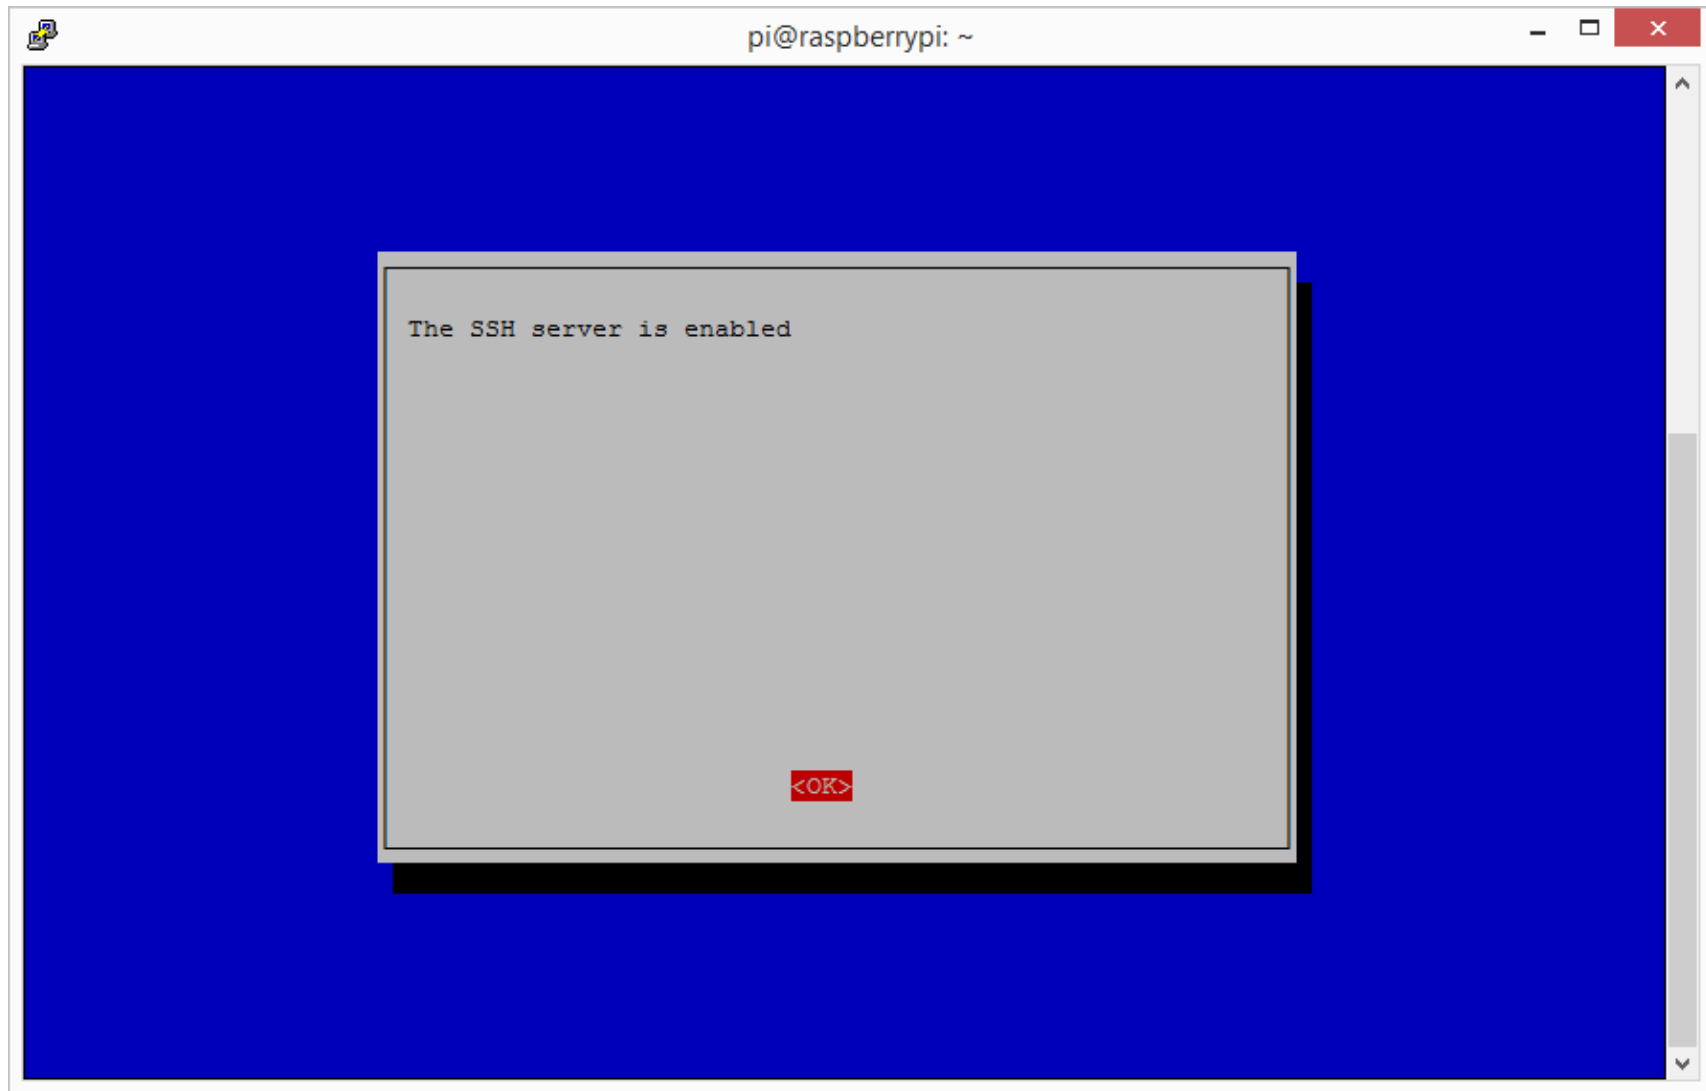 pi@raspberrypi: ~
The SSH server is enabled
<OK>